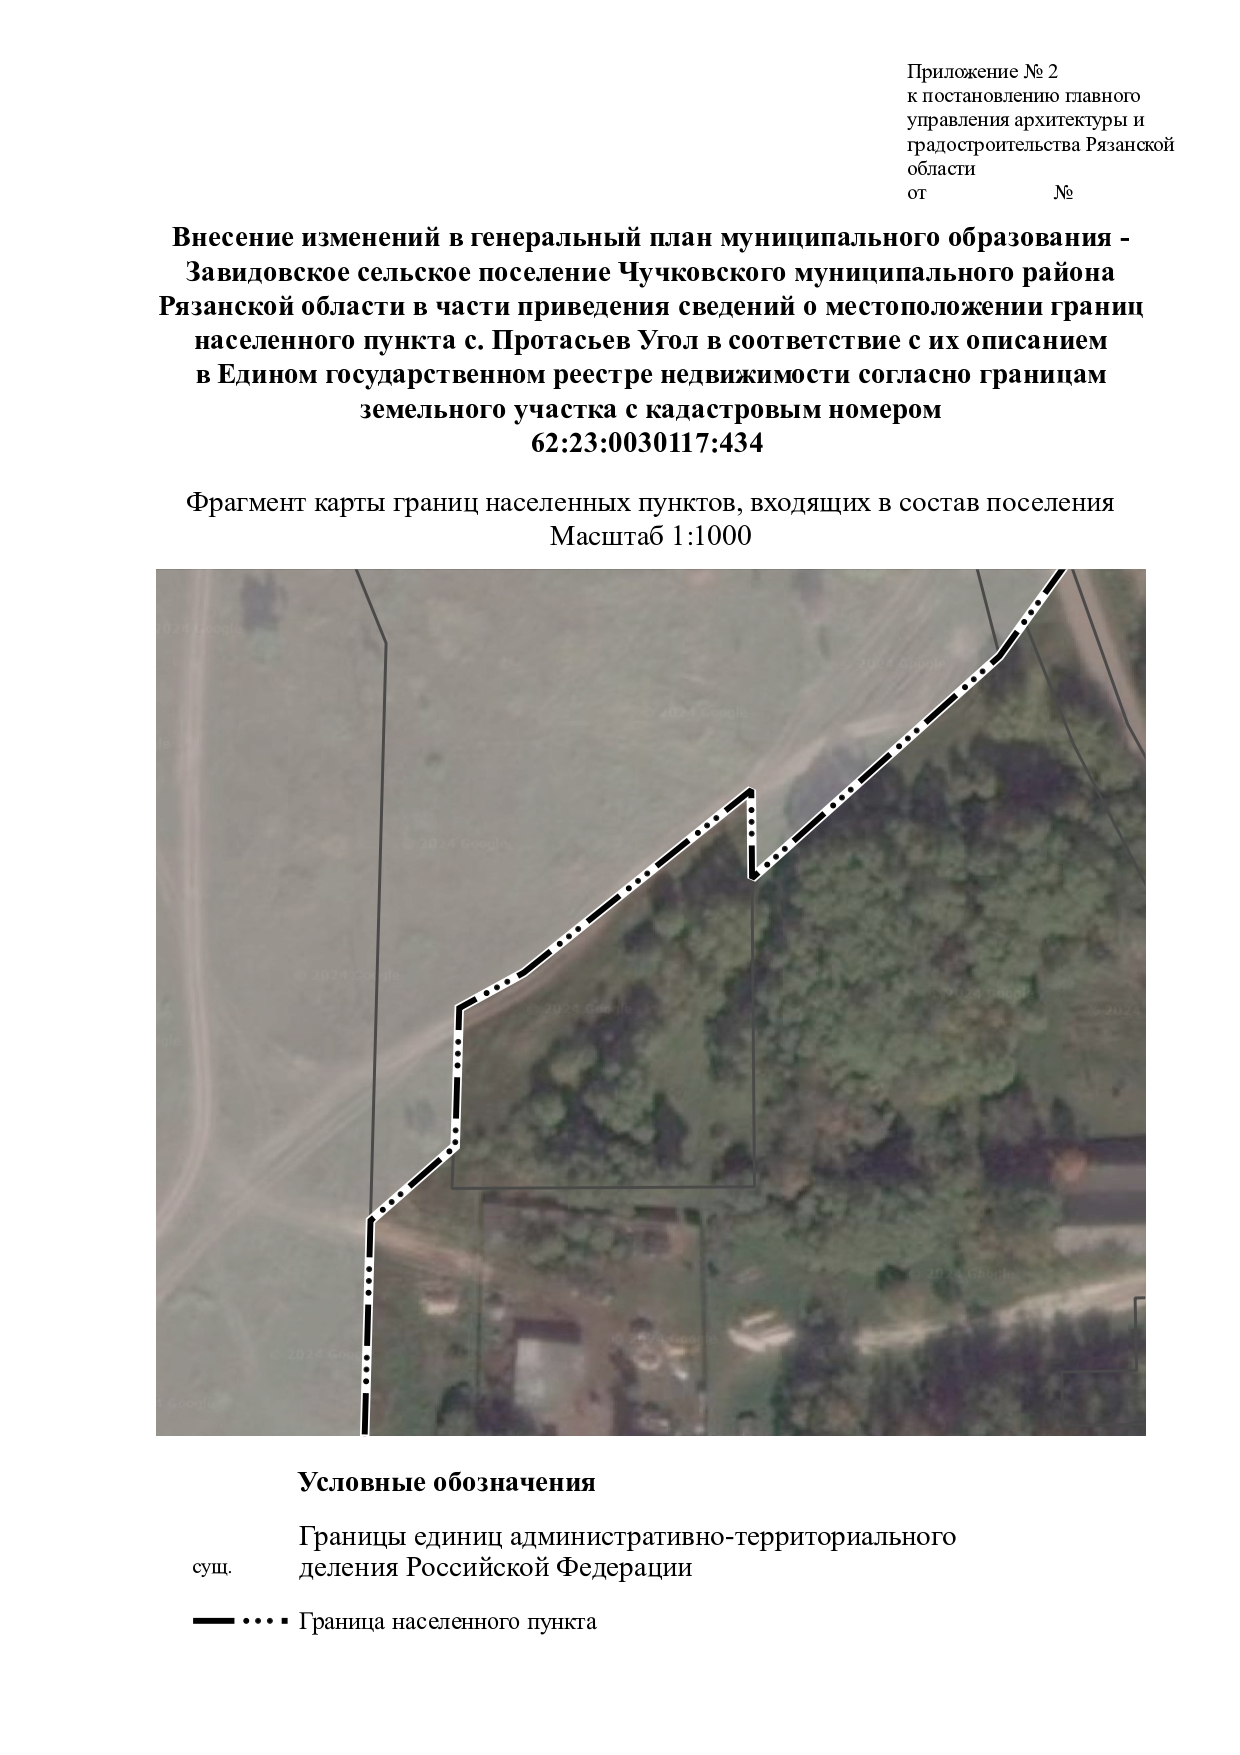 Приложение № 2
к постановлению главного
управления архитектуры и
градостроительства Рязанской
области
от №
Внесение изменений в генеральный план муниципального образования -
Завидовское сельское поселение Чучковского муниципального района
Рязанской области в части приведения сведений о местоположении границ
населенного пункта с. Протасьев Угол в соответствие с их описанием
в Едином государственном реестре недвижимости согласно границам
земельного участка с кадастровым номером
62:23:0030117:434
Фрагмент карты границ населенных пунктов, входящих в состав поселения
Масштаб 1:1000
Условные обозначения
Границы единиц административно-территориального
сущ. деления Российской Федерации
Граница населенного пункта